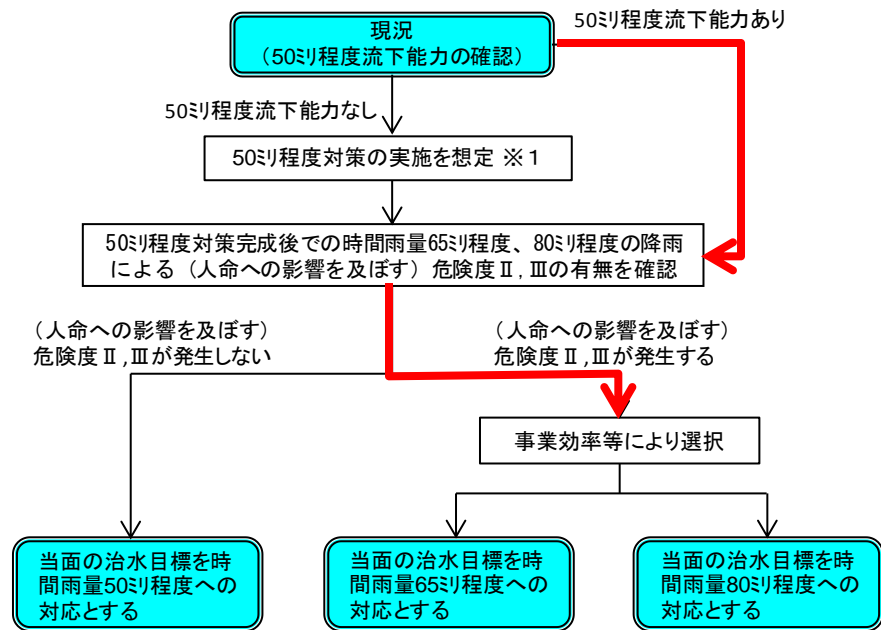 現況
(50ミリ程度流下能力の確認)
50ミリ程度流下能力あり
50ミリ程度流下能力なし
50ミリ程度対策の実施を想定 ※1
50ミリ程度対策完成後での時間雨量65ミリ程度、80ミリ程度の降雨
による(人命への影響を及ぼす)危険度Ⅱ,Ⅲの有無を確認
(人命への影響を及ぼす)
危険度Ⅱ,Ⅲが発生しない
(人命への影響を及ぼす)
危険度Ⅱ,Ⅲが発生する
事業効率等により選択
当面の治水目標を時
間雨量50ミリ程度への
対応とする
当面の治水目標を時
間雨量65ミリ程度への
対応とする
当面の治水目標を時
間雨量80ミリ程度への
対応とする